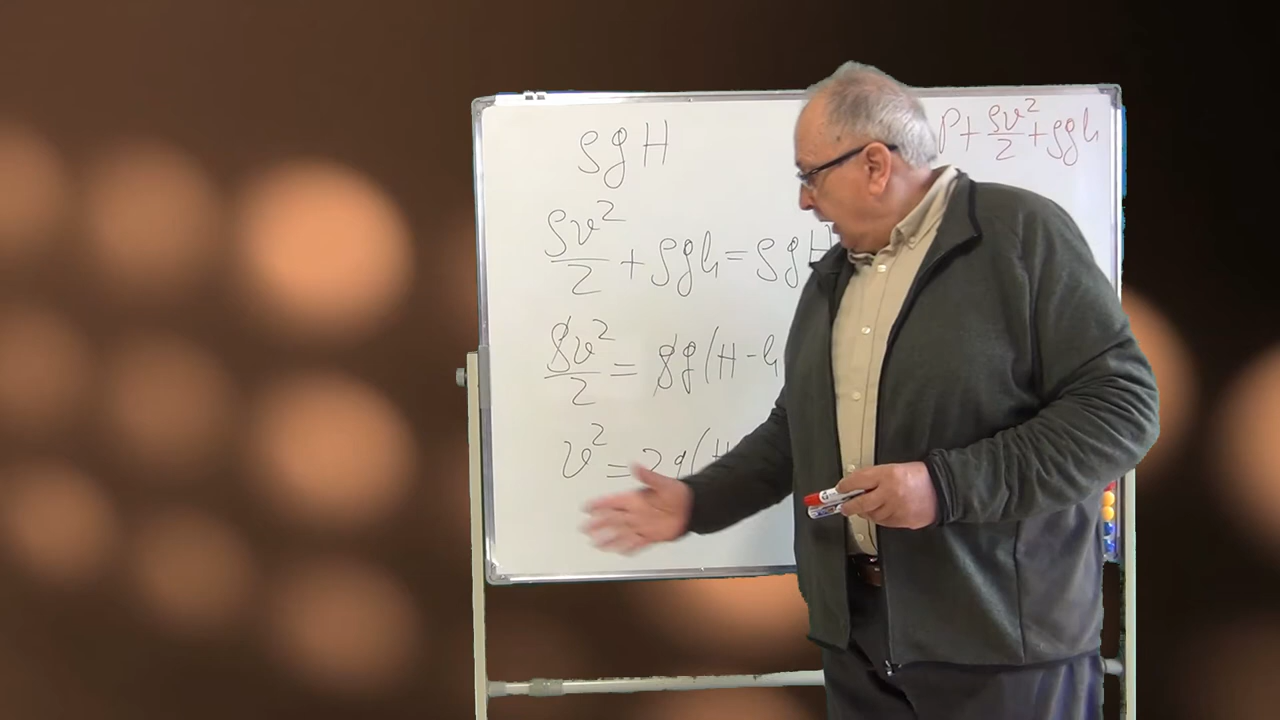 ρgH
P + ρv²/2 + ρgh
ρv²/2 + ρgh = ρgH
ρv²/2 = ρg(H - h
v² = 2g(H